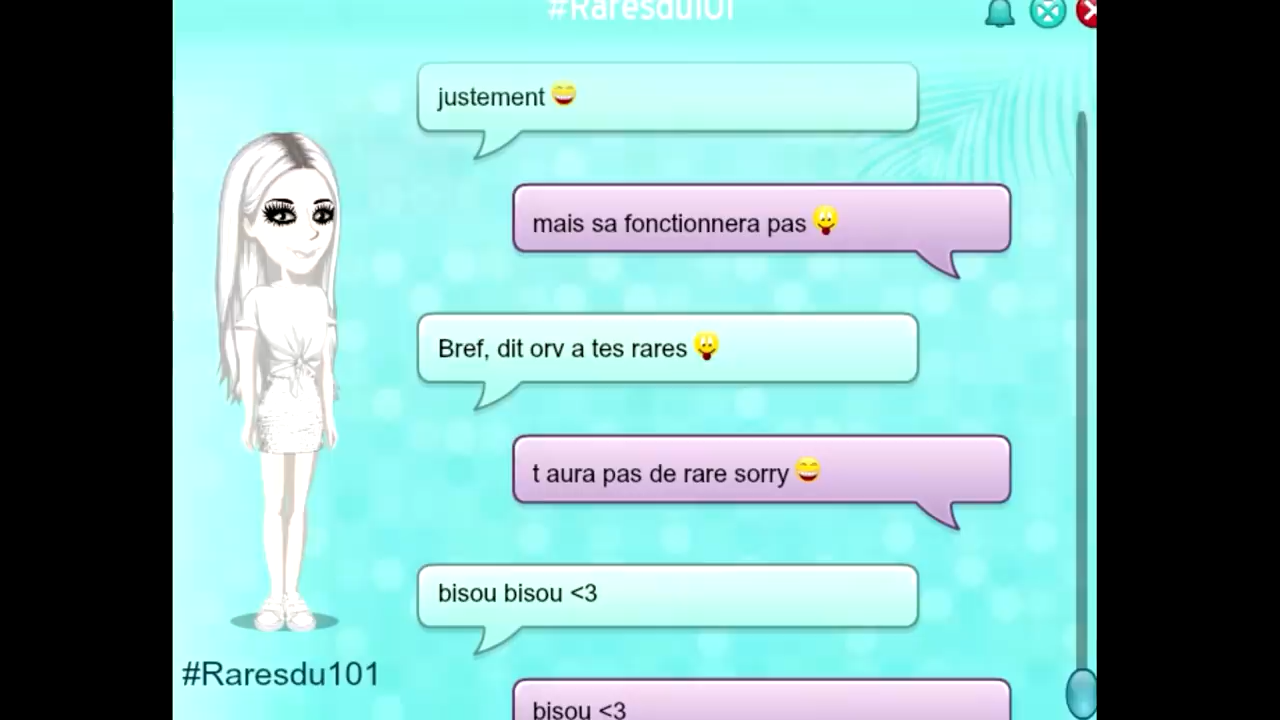 #Raresdu101
justement
mais sa fonctionnera pas
Bref, dit orv a tes rares
t aura pas de rare sorry
bisou bisou <3
#Raresdu101
bisou <3